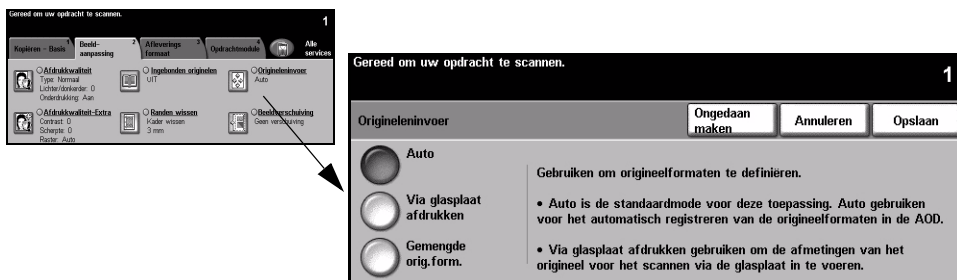 Gereed om uw opdracht te scannen.
1
Kopiëren - Basis 1
Beeld-
aanpassing 2
Afleverings
formaat 3
Opdrachtmodule 4
Alle
services
Afdrukkwaliteit
Type: Normaal
Lichter/donkerder: 0
Onderdrukking: Aan
Ingebonden originelen
UIT
Origineleninvoer
Auto
Afdrukkwaliteit-Extra
Contrast: 0
Scherpte: 0
Raster: Auto
Randen wissen
Kader wissen
3 mm
Beeldverschuiving
Geen verschuiving
Gereed om uw opdracht te scannen.
1
Origineleninvoer
Ongedaan
maken
Annuleren
Opslaan
Auto
Via glasplaat
afdrukken
Gemengde
orig.form.
Gebruiken om origineelformaten te definiëren.
• Auto is de standaardmode voor deze toepassing. Auto gebruiken
voor het automatisch registreren van de origineelformaten in de AOD.
• Via glasplaat afdrukken gebruiken om de afmetingen van het
origineel voor het scannen via de glasplaat in te voeren.